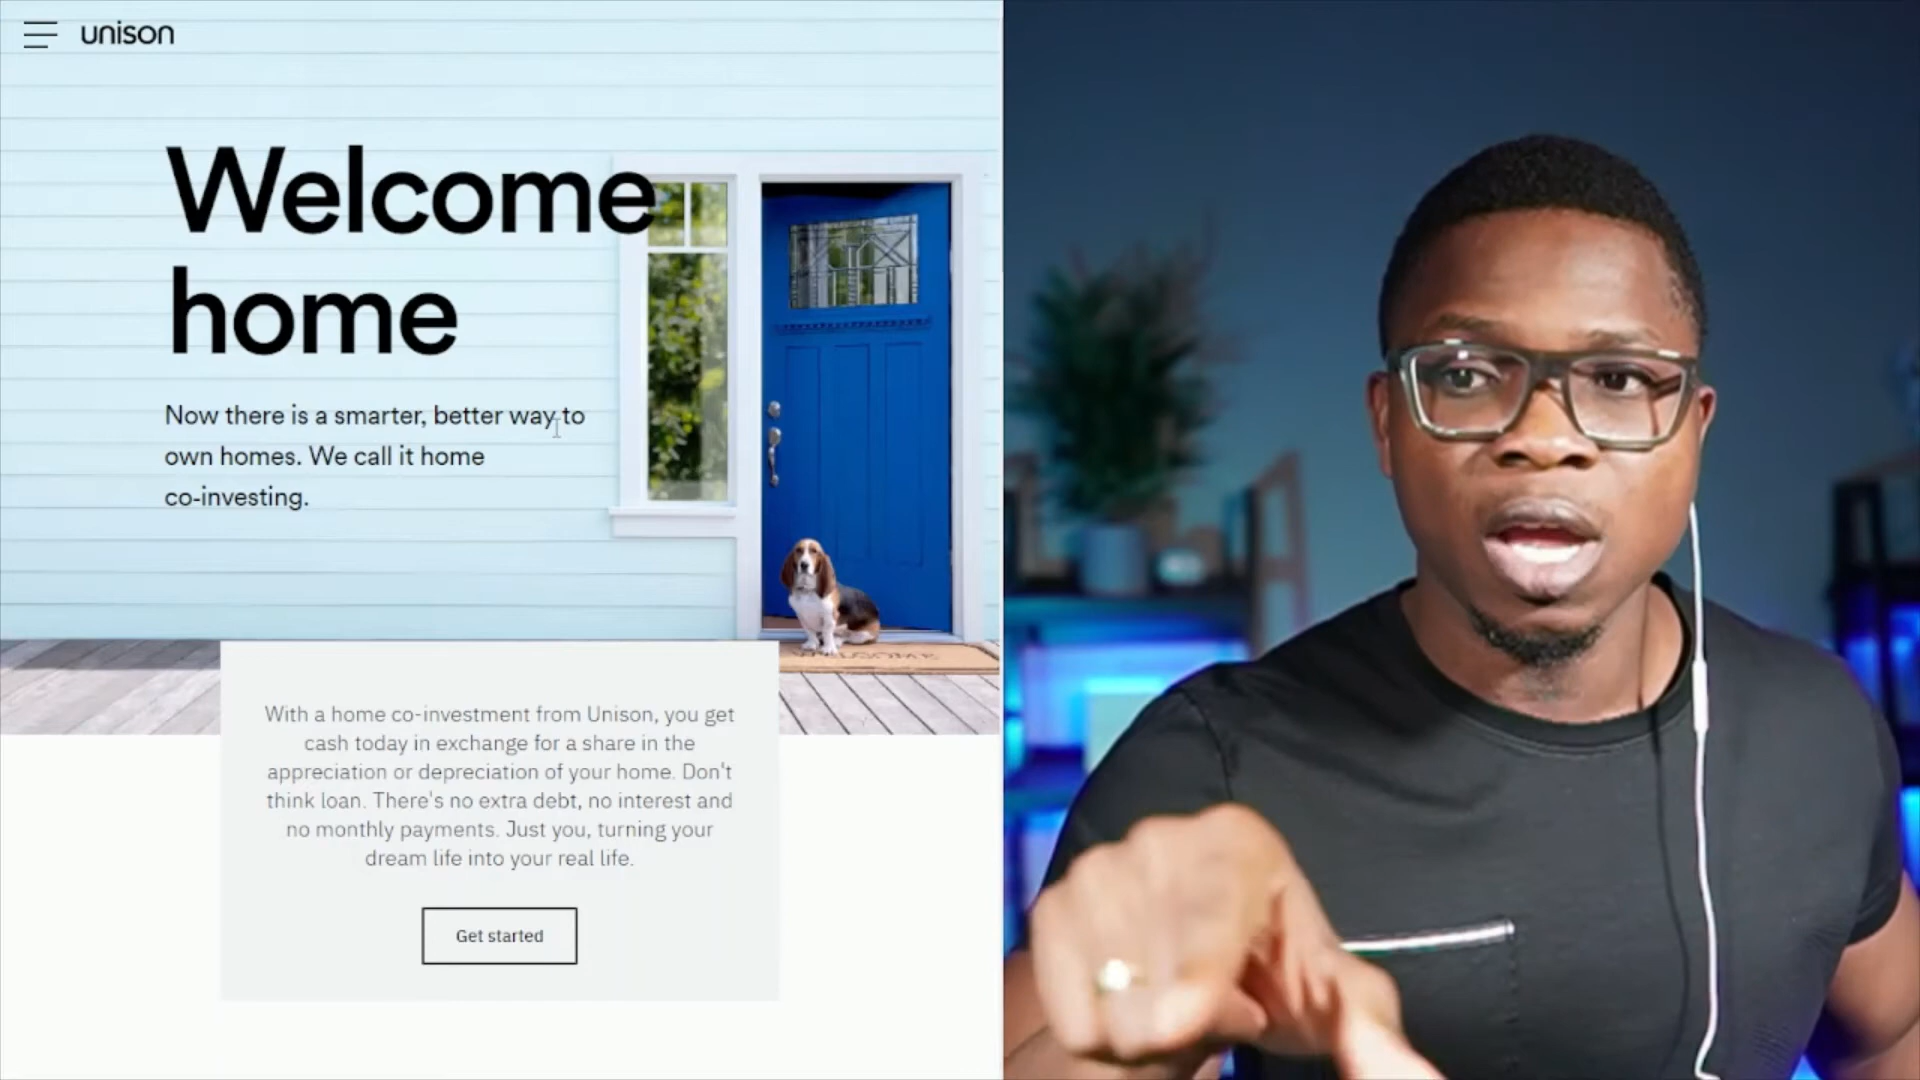 unison
Welcome
home
Now there is a smarter, better way to
own homes. We call it home
co-investing.
WELCOME
With a home co-investment from Unison, you get
cash today in exchange for a share in the
appreciation or depreciation of your home. Don't
think loan. There's no extra debt, no interest and
no monthly payments. Just you, turning your
dream life into your real life.
Get started